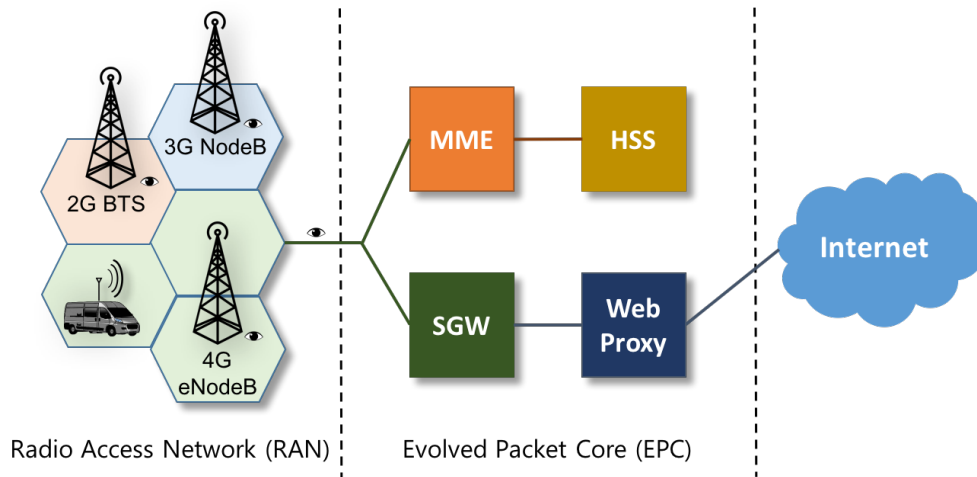 3G NodeB
2G BTS
4G
eNodeB
MME
HSS
SGW
Web
Proxy
Internet
Radio Access Network (RAN)
Evolved Packet Core (EPC)